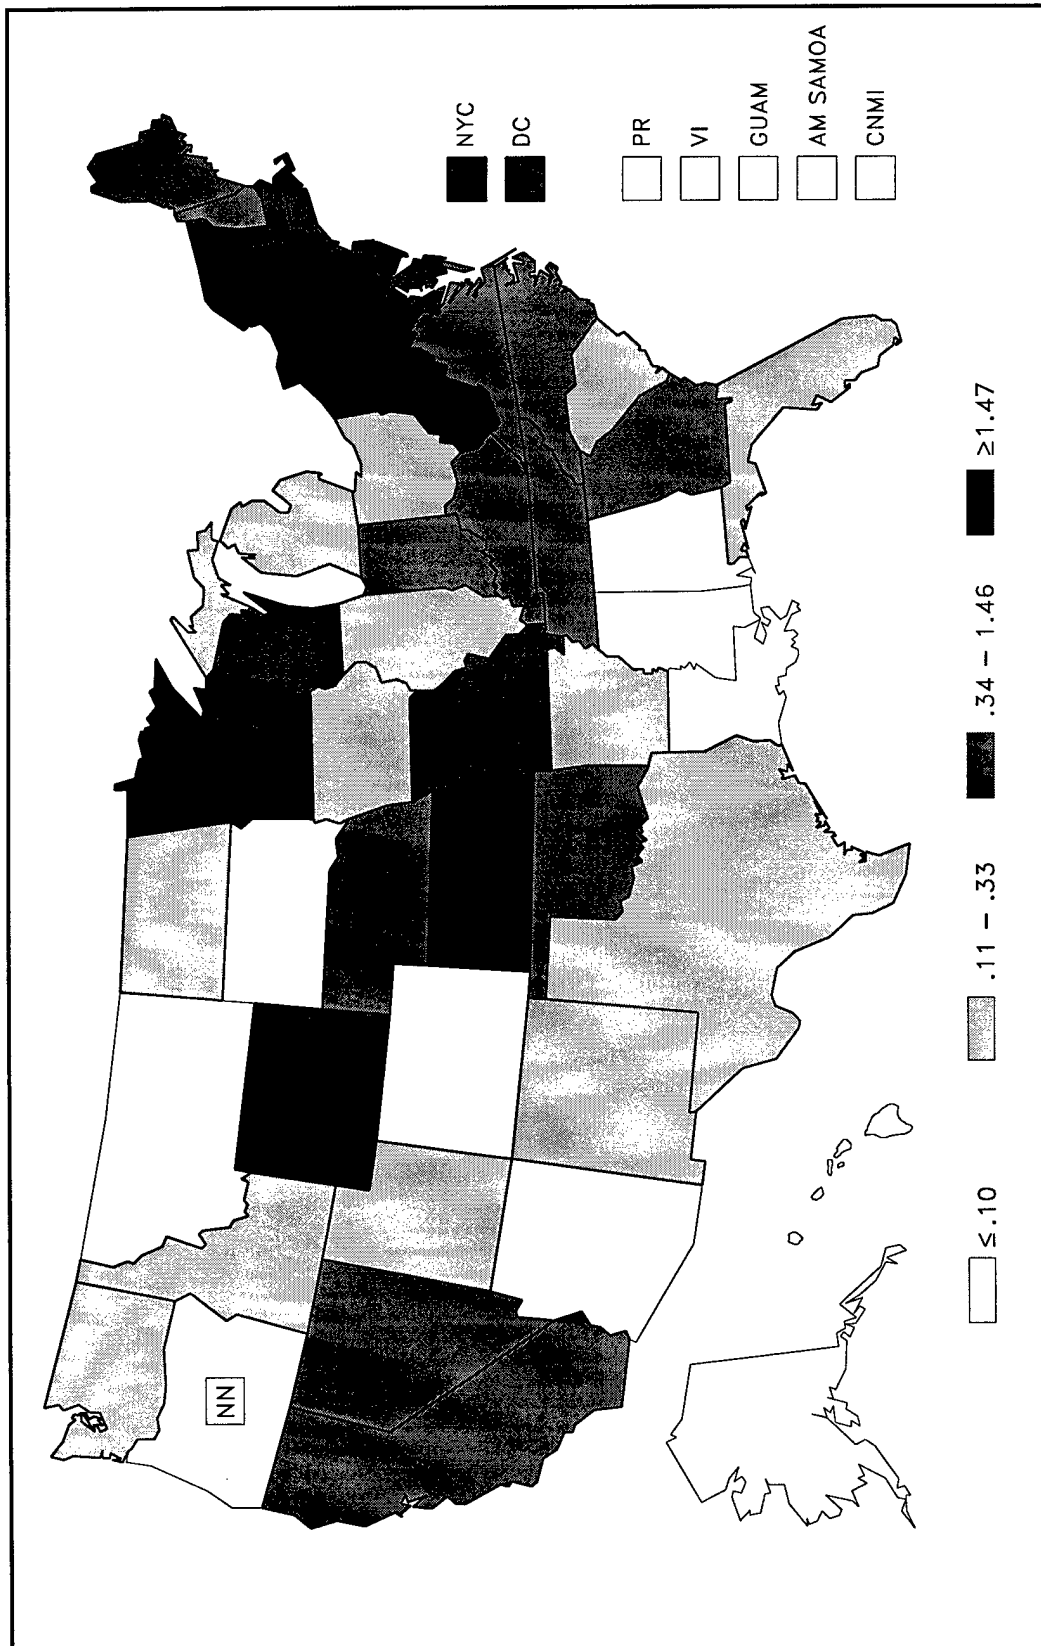 NN
NYC
DC
PR
VI
GUAM
AM SAMOA
CNMI
≤.10
.11 – .33
.34 – 1.46
≥1.47